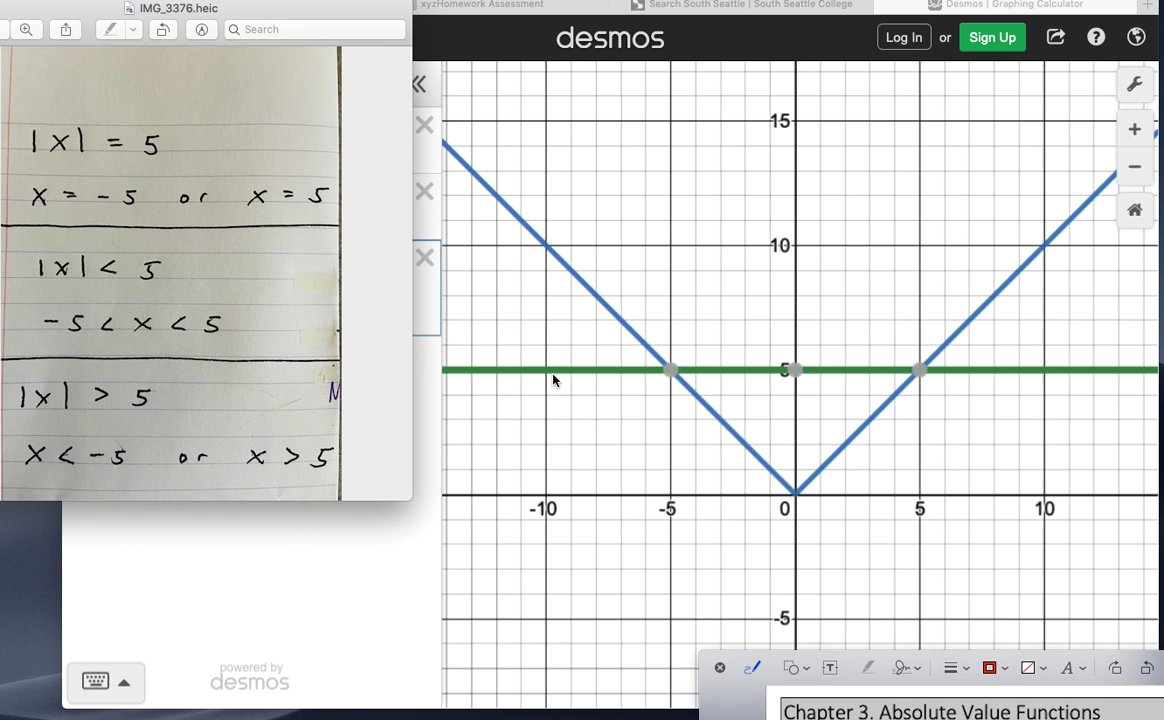 IMG_3376.heic
Search
xyzHomework Assessment
Search South Seattle | South Seattle College
Desmos | Graphing Calculator
desmos
Log In or Sign Up
|x| = 5
x = -5 or x = 5
|x| < 5
-5 < x < 5
|x| > 5
N
x < -5 or x > 5
15
10
5
-10
-5
0
5
10
-5
powered by
desmos
T
A
Chapter 3. Absolute Value Functions